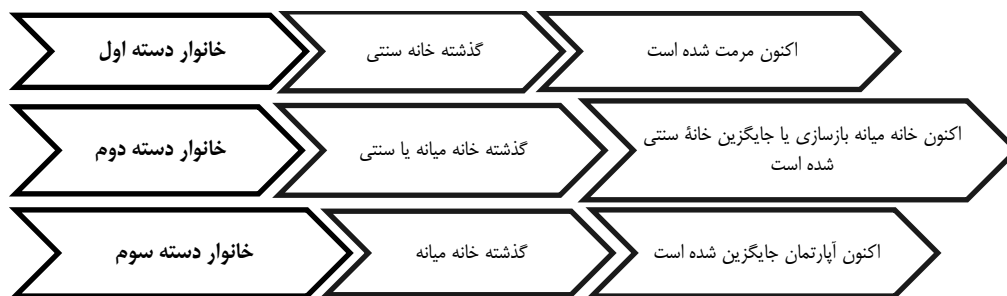 خانوار دسته اول
گذشته خانه سنتی
اکنون مرمت شده است
خانوار دسته دوم
گذشته خانه میانه یا سنتی
اکنون خانه میانه بازسازی یا جایگزین خانهٔ سنتی
شده است
خانوار دسته سوم
گذشته خانه میانه
اکنون آپارتمان جایگزین شده است